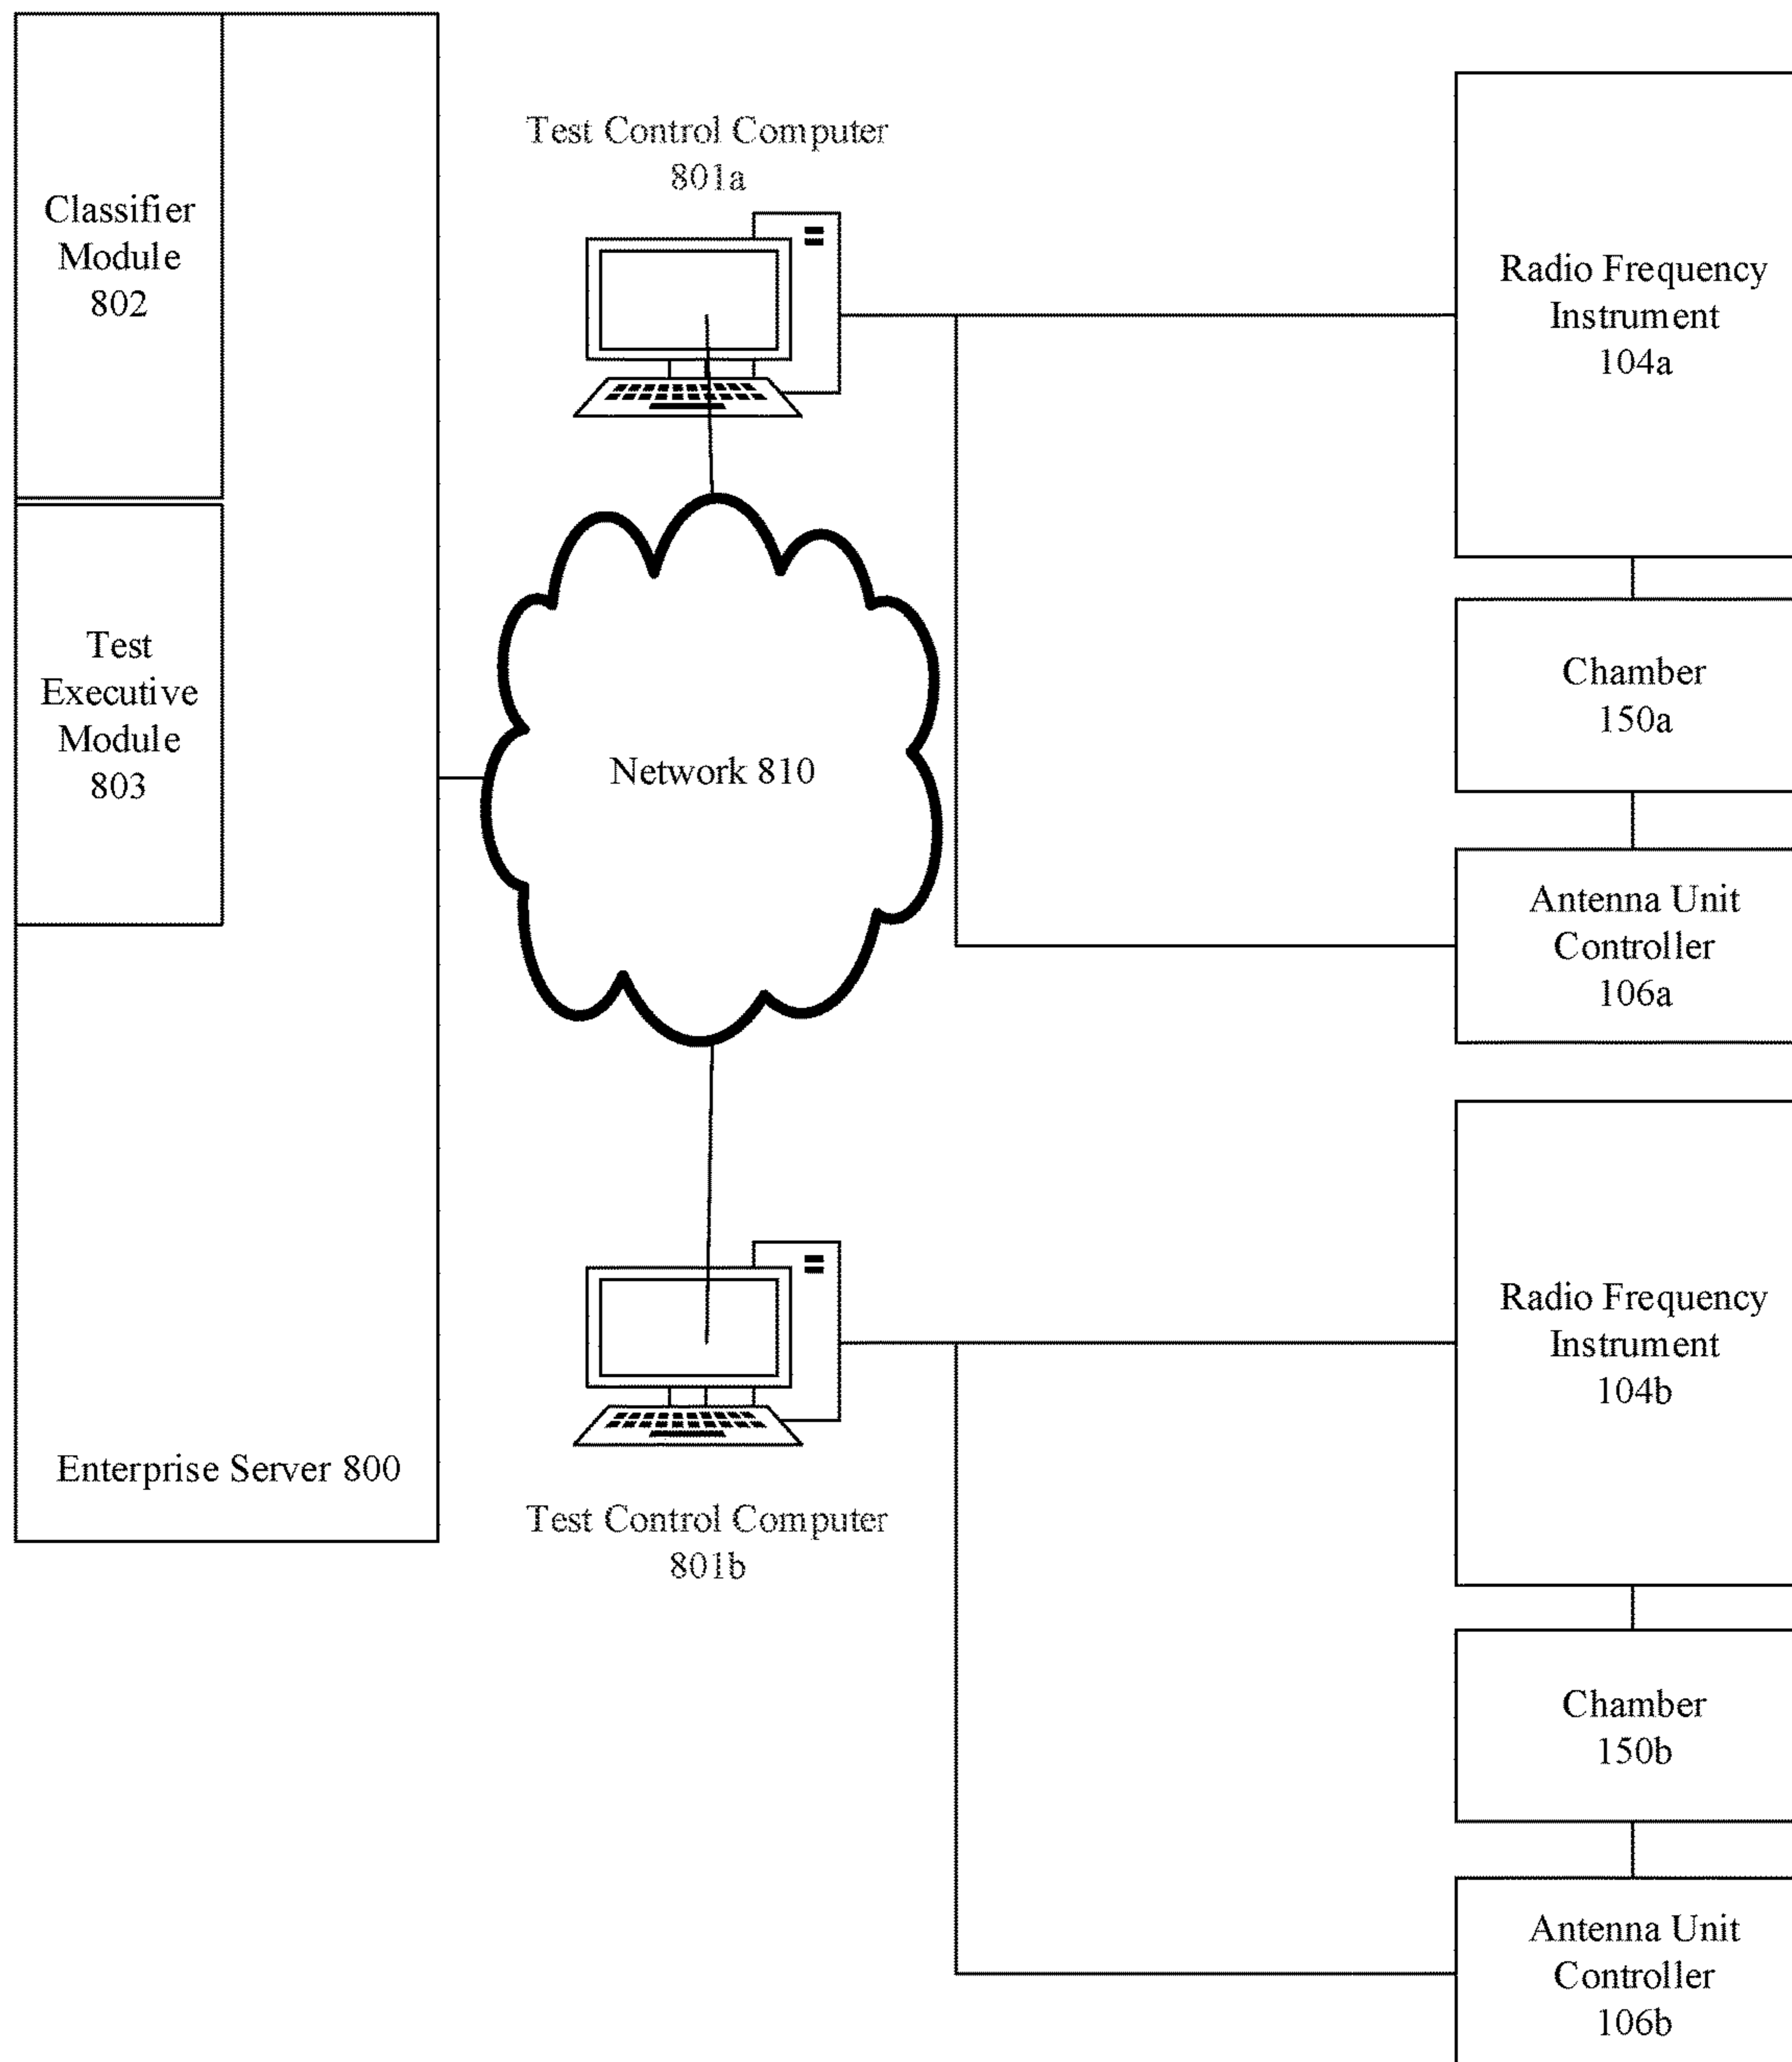 Classifier
Module
802
Test
Executive
Module
803
Enterprise Server 800
Test Control Computer
801a
Network 810
Test Control Computer
801b
Radio Frequency
Instrument
104a
Chamber
150a
Antenna Unit
Controller
106a
Radio Frequency
Instrument
104b
Chamber
150b
Antenna Unit
Controller
106b